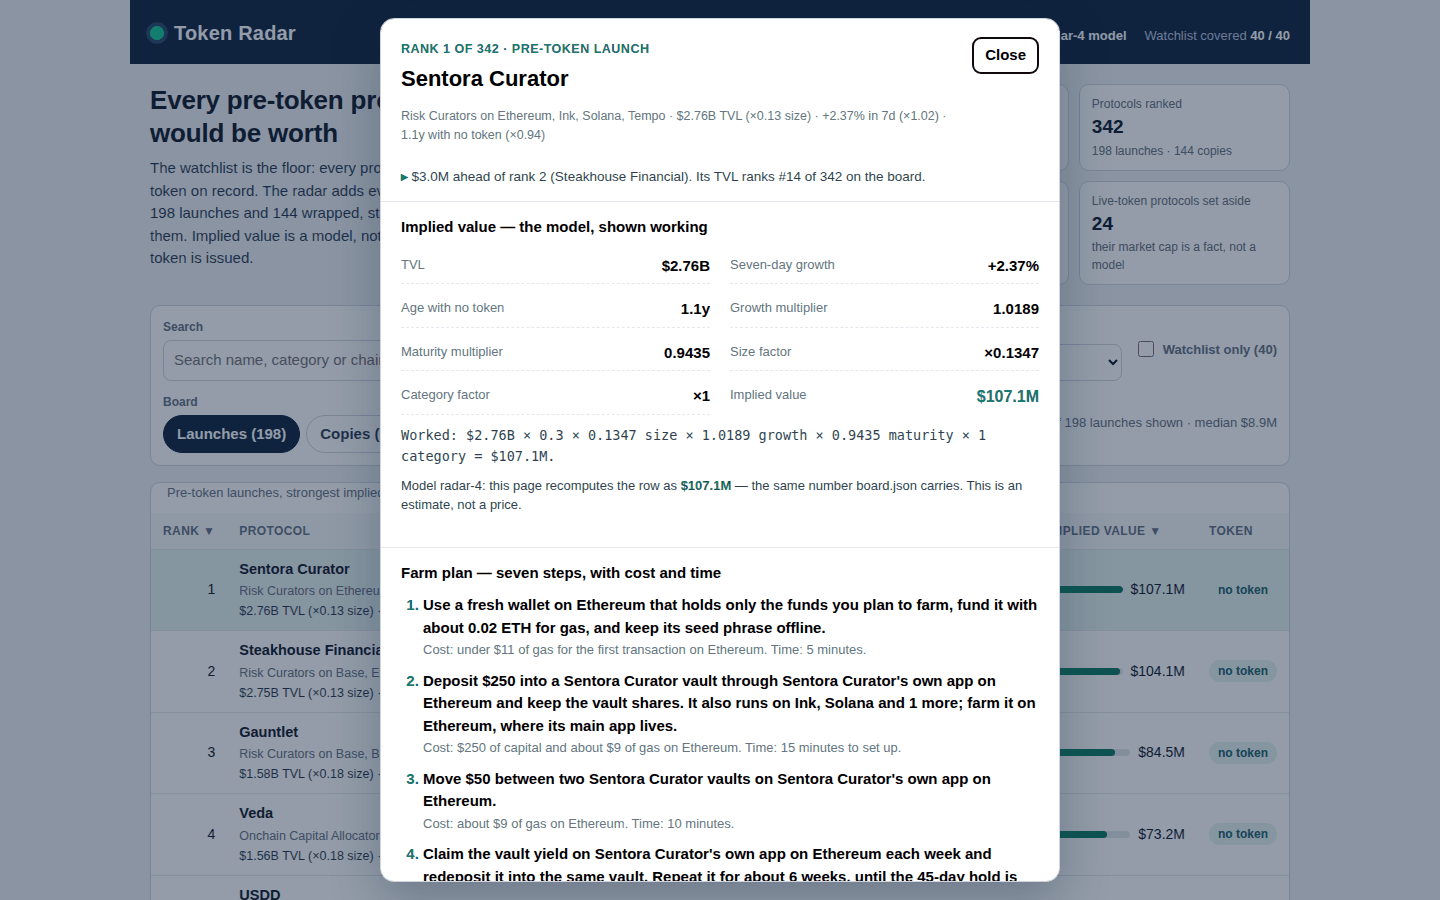 Token Radar
ar-4 model
Watchlist covered 40 / 40
Every pre-token pr
would be worth
The watchlist is the floor: every pro
token on record. The radar adds ev
198 launches and 144 wrapped, st
them. Implied value is a model, not
token is issued.
Protocols ranked
342
198 launches · 144 copies
Live-token protocols set aside
24
their market cap is a fact, not a
model
Search
Search name, category or chai
Watchlist only (40)
Board
Launches (198)
Copies (
198 launches shown · median $8.9M
Pre-token launches, strongest implied
RANK ▼ PROTOCOL
MPLIED VALUE ▼ TOKEN
1
Sentora Curator
Risk Curators on Ethereu
$2.76B TVL (×0.13 size) ·
$107.1M
no token
2
Steakhouse Financia
Risk Curators on Base, E
$2.75B TVL (×0.13 size) ·
$104.1M
no token
3
Gauntlet
Risk Curators on Base, B
$1.58B TVL (×0.18 size) ·
$84.5M
no token
4
Veda
Onchain Capital Allocator
$1.56B TVL (×0.18 size) ·
$73.2M
no token
USDD
RANK 1 OF 342 · PRE-TOKEN LAUNCH
Close
Sentora Curator
Risk Curators on Ethereum, Ink, Solana, Tempo · $2.76B TVL (×0.13 size) · +2.37% in 7d (×1.02) ·
1.1y with no token (×0.94)
▸ $3.0M ahead of rank 2 (Steakhouse Financial). Its TVL ranks #14 of 342 on the board.
Implied value — the model, shown working
TVL $2.76B
Seven-day growth +2.37%
Age with no token 1.1y
Growth multiplier 1.0189
Maturity multiplier 0.9435
Size factor ×0.1347
Category factor ×1
Implied value $107.1M
Worked: $2.76B × 0.3 × 0.1347 size × 1.0189 growth × 0.9435 maturity × 1
category = $107.1M.
Model radar-4: this page recomputes the row as $107.1M — the same number board.json carries. This is an
estimate, not a price.
Farm plan — seven steps, with cost and time
1. Use a fresh wallet on Ethereum that holds only the funds you plan to farm, fund it with
about 0.02 ETH for gas, and keep its seed phrase offline.
Cost: under $11 of gas for the first transaction on Ethereum. Time: 5 minutes.
2. Deposit $250 into a Sentora Curator vault through Sentora Curator's own app on
Ethereum and keep the vault shares. It also runs on Ink, Solana and 1 more; farm it on
Ethereum, where its main app lives.
Cost: $250 of capital and about $9 of gas on Ethereum. Time: 15 minutes to set up.
3. Move $50 between two Sentora Curator vaults on Sentora Curator's own app on
Ethereum.
Cost: about $9 of gas on Ethereum. Time: 10 minutes.
4. Claim the vault yield on Sentora Curator's own app on Ethereum each week and
redeposit it into the same vault. Repeat it for about 6 weeks, until the 45-day hold is